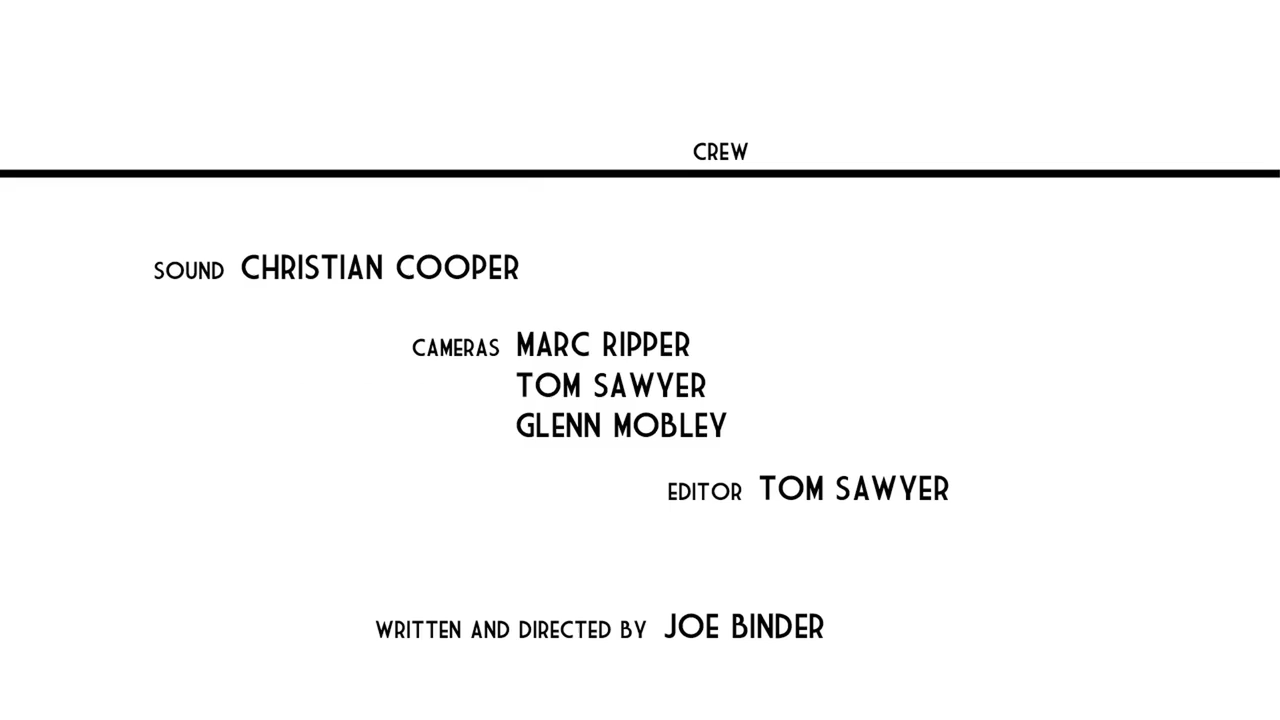 CREW
SOUND CHRISTIAN COOPER
CAMERAS MARC RIPPER
TOM SAWYER
GLENN MOBLEY
EDITOR TOM SAWYER
WRITTEN AND DIRECTED BY JOE BINDER